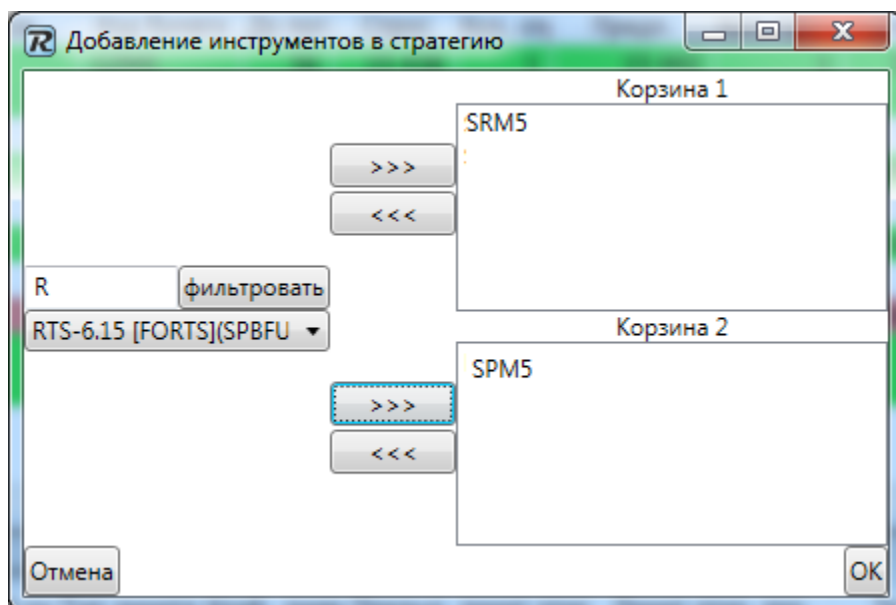 Добавление инструментов в стратегию
Корзина 1
SRM5
>>>
<<<
R
фильтровать
RTS-6.15 [FORTS](SPBFU
Корзина 2
SPM5
>>>
<<<
Отмена
OK